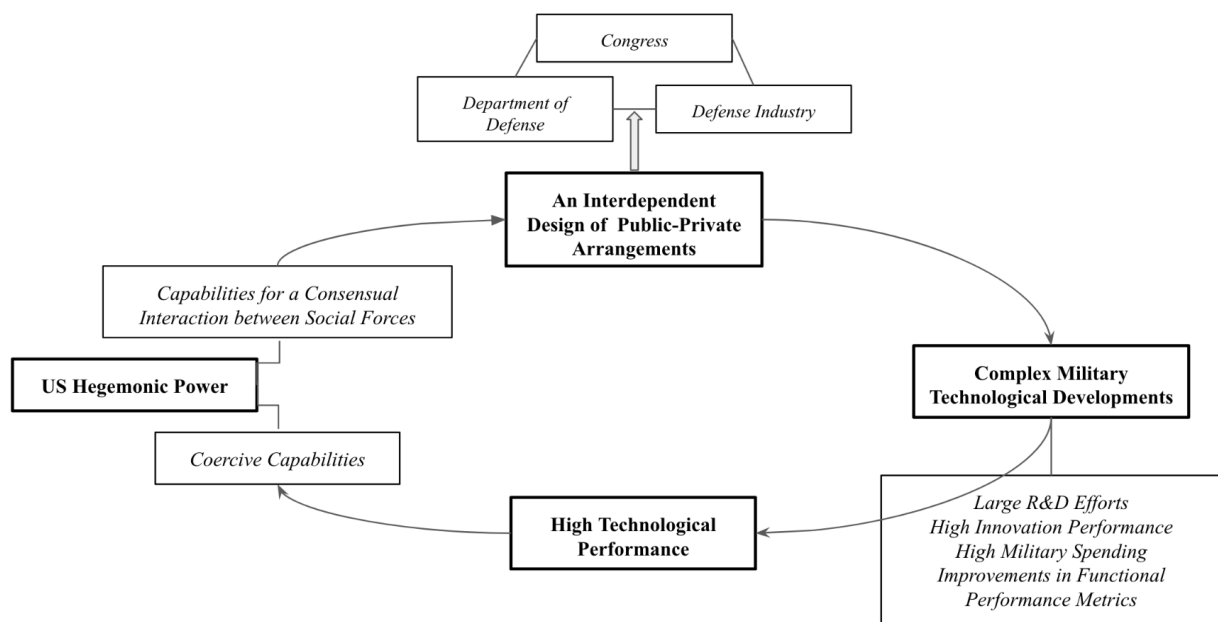 Congress
Department of
Defense
Defense Industry
An Interdependent
Design of  Public-Private
Arrangements
Capabilities for a Consensual
Interaction between Social Forces
US Hegemonic Power
Complex Military
Technological Developments
Coercive Capabilities
High Technological
Performance
Large R&D Efforts
High Innovation Performance
High Military Spending
Improvements in Functional
Performance Metrics